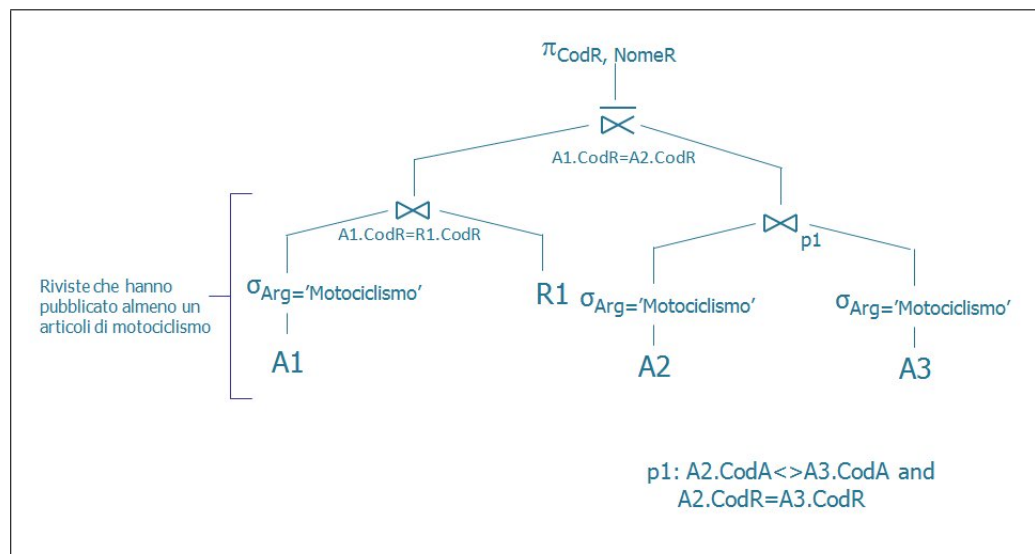 πCodR, NomeR
A1.CodR=A2.CodR
A1.CodR=R1.CodR
p1
Riviste che hanno
pubblicato almeno un
articoli di motociclismo
σArg='Motociclismo'
R1
σArg='Motociclismo'
σArg='Motociclismo'
A1
A2
A3
p1: A2.CodA<>A3.CodA and
A2.CodR=A3.CodR